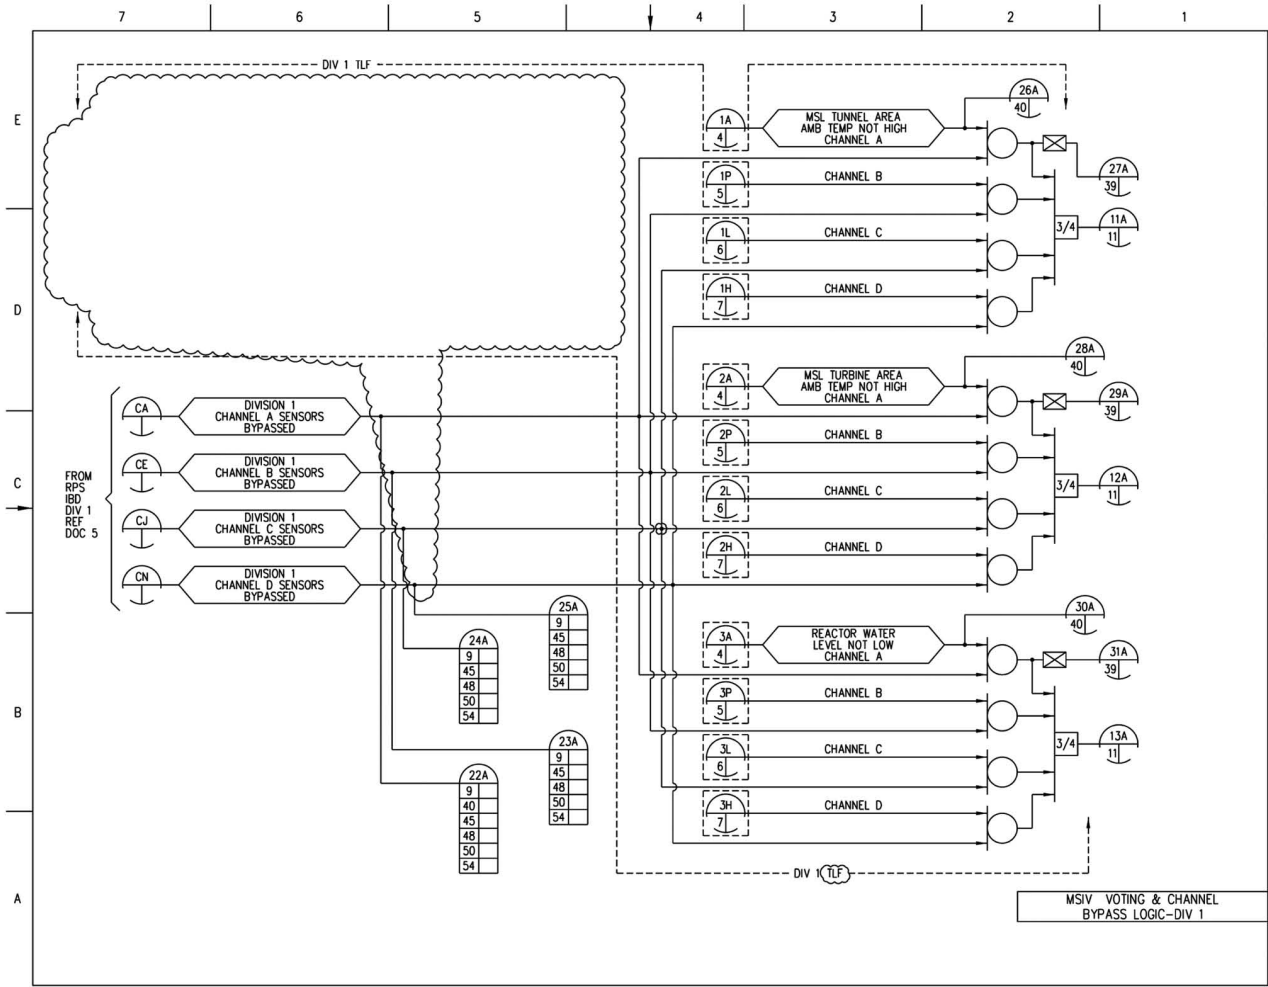 7
6
5
4
3
2
1
E
D
C
B
A
DIV 1 TLF
1A
4
MSL TUNNEL AREA
AMB TEMP NOT HIGH
CHANNEL A
26A
40
27A
39
1P
5
CHANNEL B
3/4
11A
11
1L
6
CHANNEL C
1H
7
CHANNEL D
2A
4
MSL TURBINE AREA
AMB TEMP NOT HIGH
CHANNEL A
28A
40
29A
39
2P
5
CHANNEL B
3/4
12A
11
2L
6
CHANNEL C
2H
7
CHANNEL D
FROM
RPS
IBD
DIV 1
REF
DOC 5
CA
DIVISION 1
CHANNEL A SENSORS
BYPASSED
CE
DIVISION 1
CHANNEL B SENSORS
BYPASSED
CJ
DIVISION 1
CHANNEL C SENSORS
BYPASSED
CN
DIVISION 1
CHANNEL D SENSORS
BYPASSED
25A
9
45
48
50
54
24A
9
45
48
50
54
23A
9
45
48
50
54
22A
9
40
45
48
50
54
3A
4
REACTOR WATER
LEVEL NOT LOW
CHANNEL A
30A
40
31A
39
3P
5
CHANNEL B
3/4
13A
11
3L
6
CHANNEL C
3H
7
CHANNEL D
DIV 1 TLF
MSIV VOTING & CHANNEL
BYPASS LOGIC-DIV 1